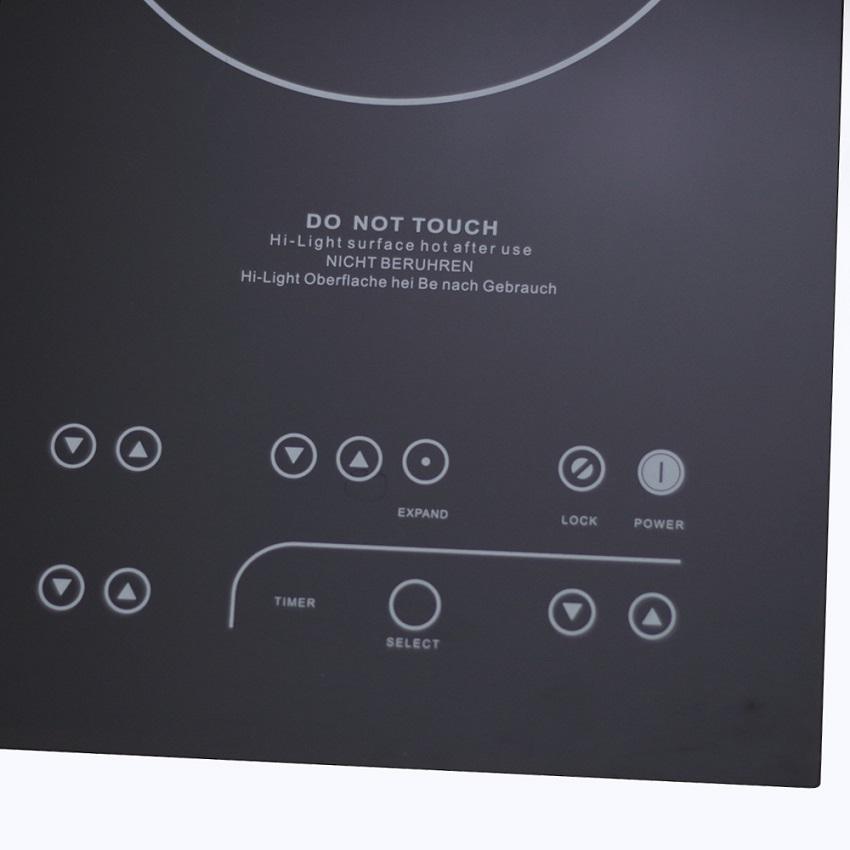 DO NOT TOUCH
Hi-Light surface hot after use
NICHT BERUHREN
Hi-Light Oberflache hei Be nach Gebrauch
EXPAND
LOCK
POWER
TIMER
SELECT